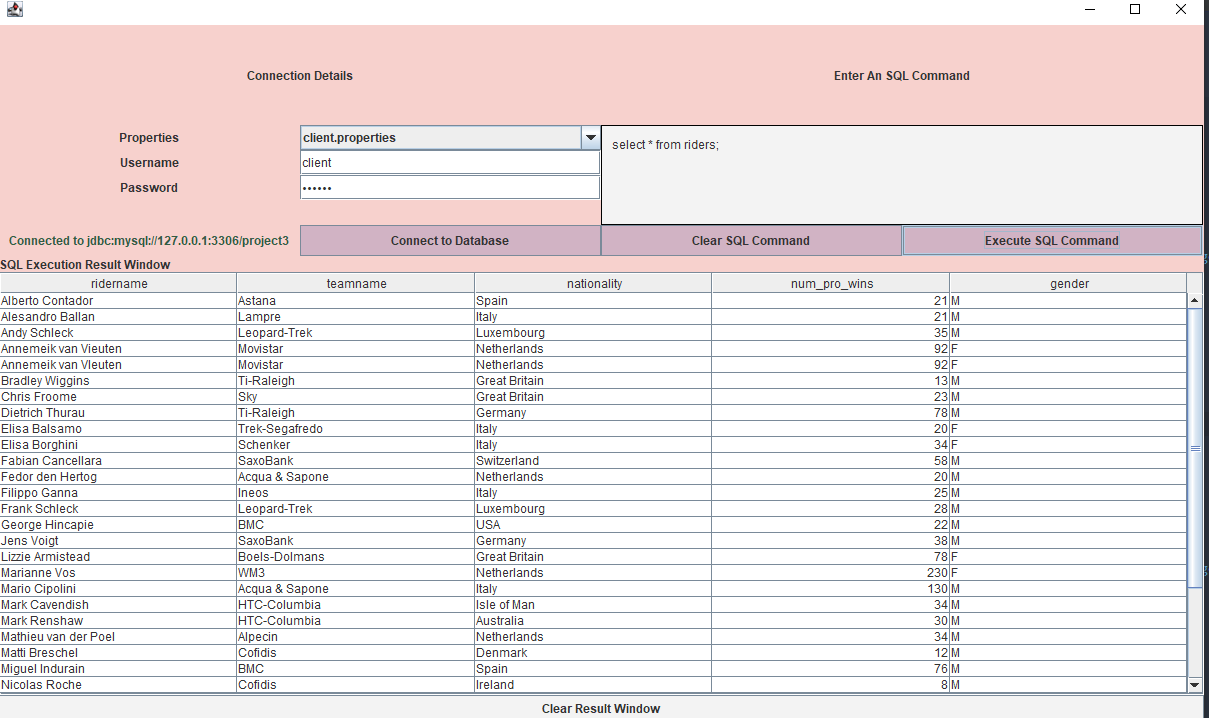 Connection Details
Enter An SQL Command
Properties client.properties
Username client
Password ••••••
select * from riders;
Connected to jdbc:mysql://127.0.0.1:3306/project3 Connect to Database Clear SQL Command Execute SQL Command
SQL Execution Result Window
ridername teamname nationality num_pro_wins gender
Alberto Contador Astana Spain 21 M
Alesandro Ballan Lampre Italy 21 M
Andy Schleck Leopard-Trek Luxembourg 35 M
Annemeik van Vieuten Movistar Netherlands 92 F
Annemeik van Vleuten Movistar Netherlands 92 F
Bradley Wiggins Ti-Raleigh Great Britain 13 M
Chris Froome Sky Great Britain 23 M
Dietrich Thurau Ti-Raleigh Germany 78 M
Elisa Balsamo Trek-Segafredo Italy 20 F
Elisa Borghini Schenker Italy 34 F
Fabian Cancellara SaxoBank Switzerland 58 M
Fedor den Hertog Acqua & Sapone Netherlands 20 M
Filippo Ganna Ineos Italy 25 M
Frank Schleck Leopard-Trek Luxembourg 28 M
George Hincapie BMC USA 22 M
Jens Voigt SaxoBank Germany 38 M
Lizzie Armistead Boels-Dolmans Great Britain 78 F
Marianne Vos WM3 Netherlands 230 F
Mario Cipolini Acqua & Sapone Italy 130 M
Mark Cavendish HTC-Columbia Isle of Man 34 M
Mark Renshaw HTC-Columbia Australia 30 M
Mathieu van der Poel Alpecin Netherlands 34 M
Matti Breschel Cofidis Denmark 12 M
Miguel Indurain BMC Spain 76 M
Nicolas Roche Cofidis Ireland 8 M
Clear Result Window